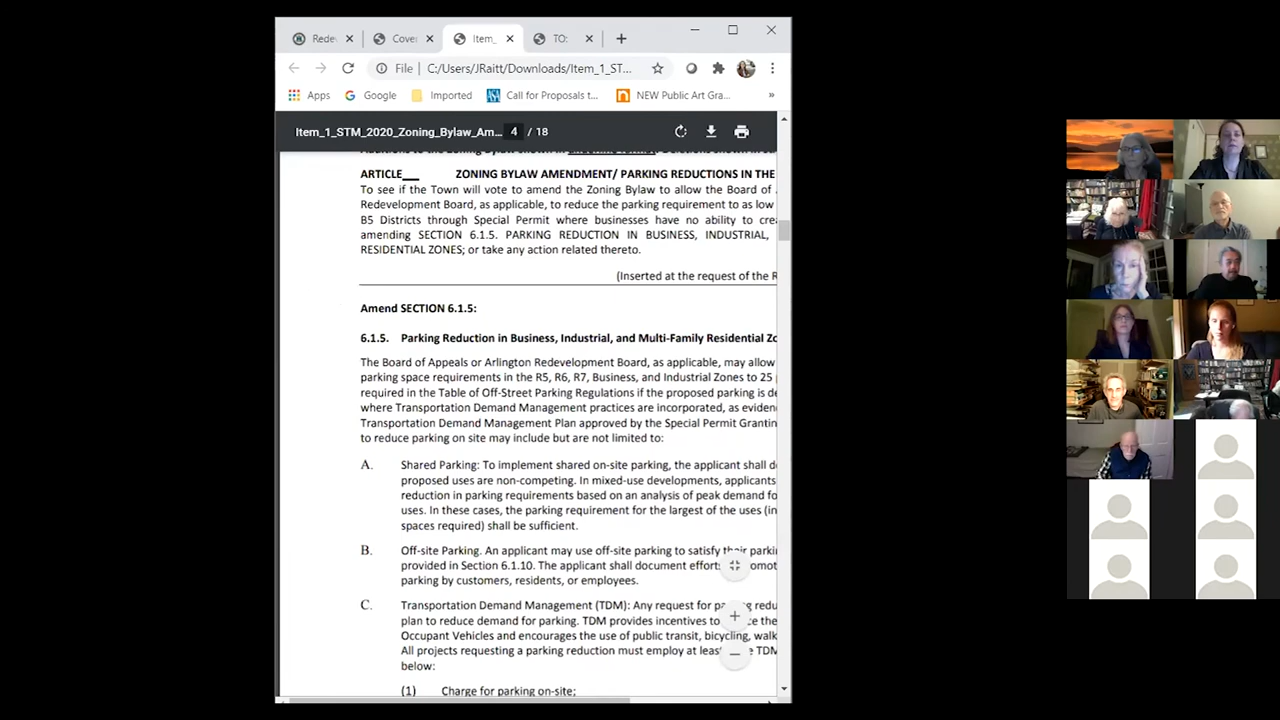 Rede
Cover
Item_
TO:
File
C:/Users/JRaitt/Downloads/Item_1_ST...
Apps
Google
Imported
Call for Proposals t...
NEW Public Art Gra...
»
Item_1_STM_2020_Zoning_Bylaw_Am...
4 / 18
ARTICLE___ ZONING BYLAW AMENDMENT/ PARKING REDUCTIONS IN THE
To see if the Town will vote to amend the Zoning Bylaw to allow the Board of
Redevelopment Board, as applicable, to reduce the parking requirement to as low
B5 Districts through Special Permit where businesses have no ability to cre
amending SECTION 6.1.5. PARKING REDUCTION IN BUSINESS, INDUSTRIAL,
RESIDENTIAL ZONES; or take any action related thereto.
(Inserted at the request of the R
Amend SECTION 6.1.5:
6.1.5. Parking Reduction in Business, Industrial, and Multi-Family Residential Zo
The Board of Appeals or Arlington Redevelopment Board, as applicable, may allow
parking space requirements in the R5, R6, R7, Business, and Industrial Zones to 25
required in the Table of Off-Street Parking Regulations if the proposed parking is de
where Transportation Demand Management practices are incorporated, as eviden
Transportation Demand Management Plan approved by the Special Permit Grantin
to reduce parking on site may include but are not limited to:
A. Shared Parking: To implement shared on-site parking, the applicant shall de
proposed uses are non-competing. In mixed-use developments, applicants
reduction in parking requirements based on an analysis of peak demand fo
uses. In these cases, the parking requirement for the largest of the uses (in
spaces required) shall be sufficient.
B. Off-site Parking. An applicant may use off-site parking to satisfy their parki
provided in Section 6.1.10. The applicant shall document efforts
parking by customers, residents, or employees.
C. Transportation Demand Management (TDM): Any request for parking redu
plan to reduce demand for parking. TDM provides incentives to the
Occupant Vehicles and encourages the use of public transit, bicycling, walk
All projects requesting a parking reduction must employ at least TDM
below:
(1) Charge for parking on-site;